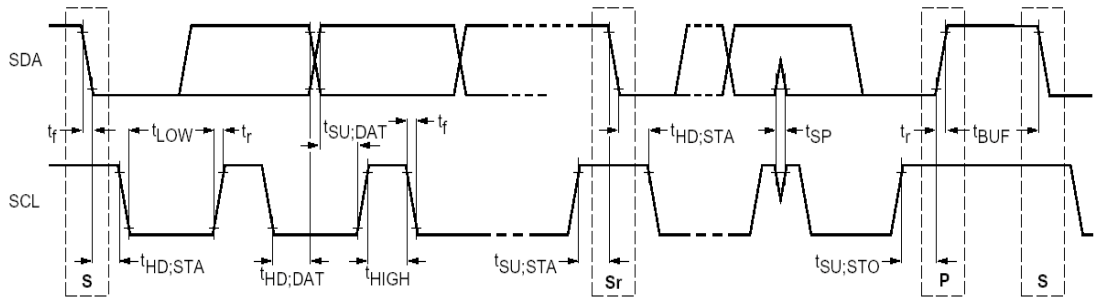 SDA
t_f t_LOW t_r t_SU;DAT t_f t_HD;STA t_SP t_r t_BUF
SCL
S t_HD;STA t_HD;DAT t_HIGH t_SU;STA Sr t_SU;STO P S